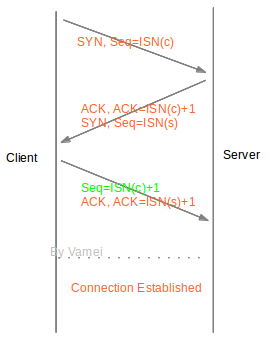 SYN, Seq=ISN(c)
ACK, ACK=ISN(c)+1
SYN, Seq=ISN(s)
Client
Server
Seq=ISN(c)+1
ACK, ACK=ISN(s)+1
By Vamei
Connection Established